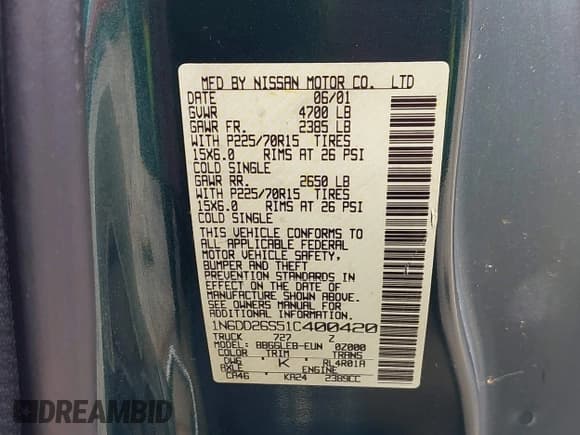 MFD BY NISSAN MOTOR CO. LTD
DATE 06/01
GVWR 4700 LB
GAWR FR. 2385 LB
WITH P225/70R15 TIRES
15X6.0 RIMS AT 26 PSI
COLD SINGLE
GAWR RR. 2650 LB
WITH P225/70R15 TIRES
15X6.0 RIMS AT 26 PSI
COLD SINGLE
THIS VEHICLE CONFORMS TO
ALL APPLICABLE FEDERAL
MOTOR VEHICLE SAFETY,
BUMPER AND THEFT
PREVENTION STANDARDS IN
EFFECT ON THE DATE OF
MANUFACTURE SHOWN ABOVE.
SEE OWNERS MANUAL FOR
ADDITIONAL INFORMATION.
1N6DD26S51C400420
TRUCK 727 Z
MODEL BBGGLEB-EUN 0Z000
COLOR TRIM TRANS
DW6 K RL4R01A
AXLE ENGINE
CA46 KA24 2389CC
DREAMBID